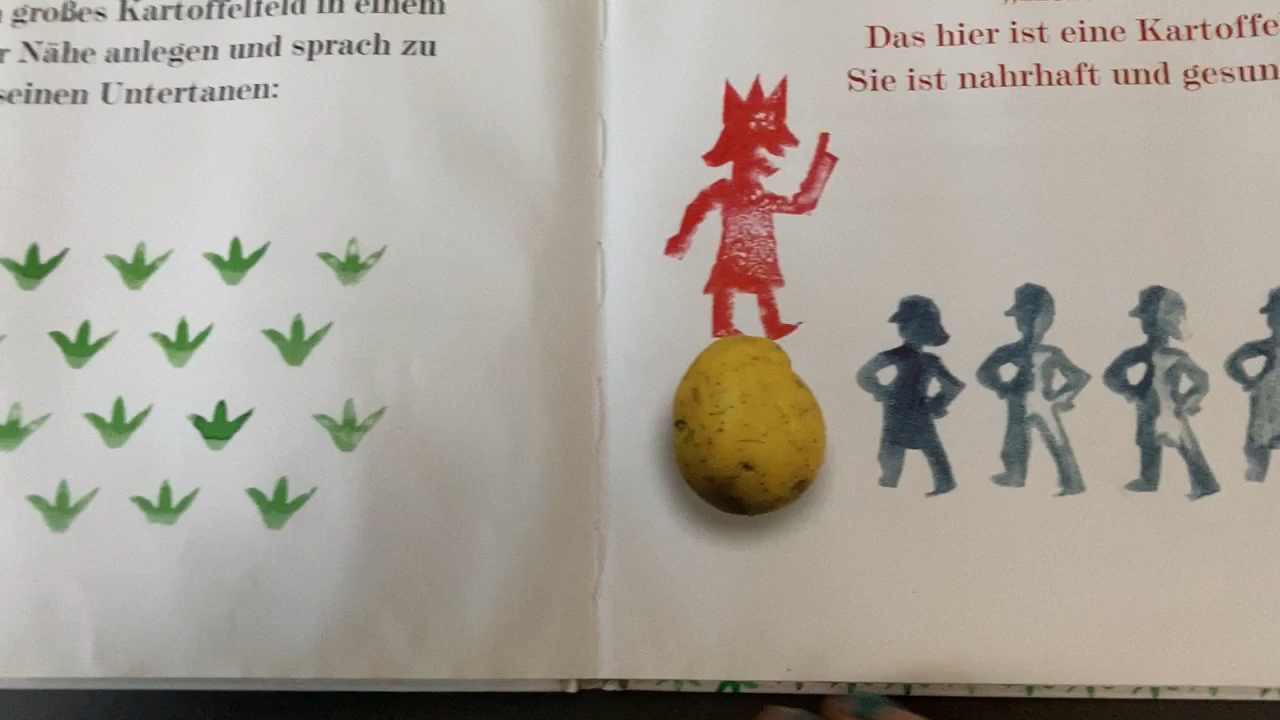 großes Kartoffelfeld in einem
Nähe anlegen und sprach zu
seinen Untertanen:
Das hier ist eine Kartoffe
Sie ist nahrhaft und gesun